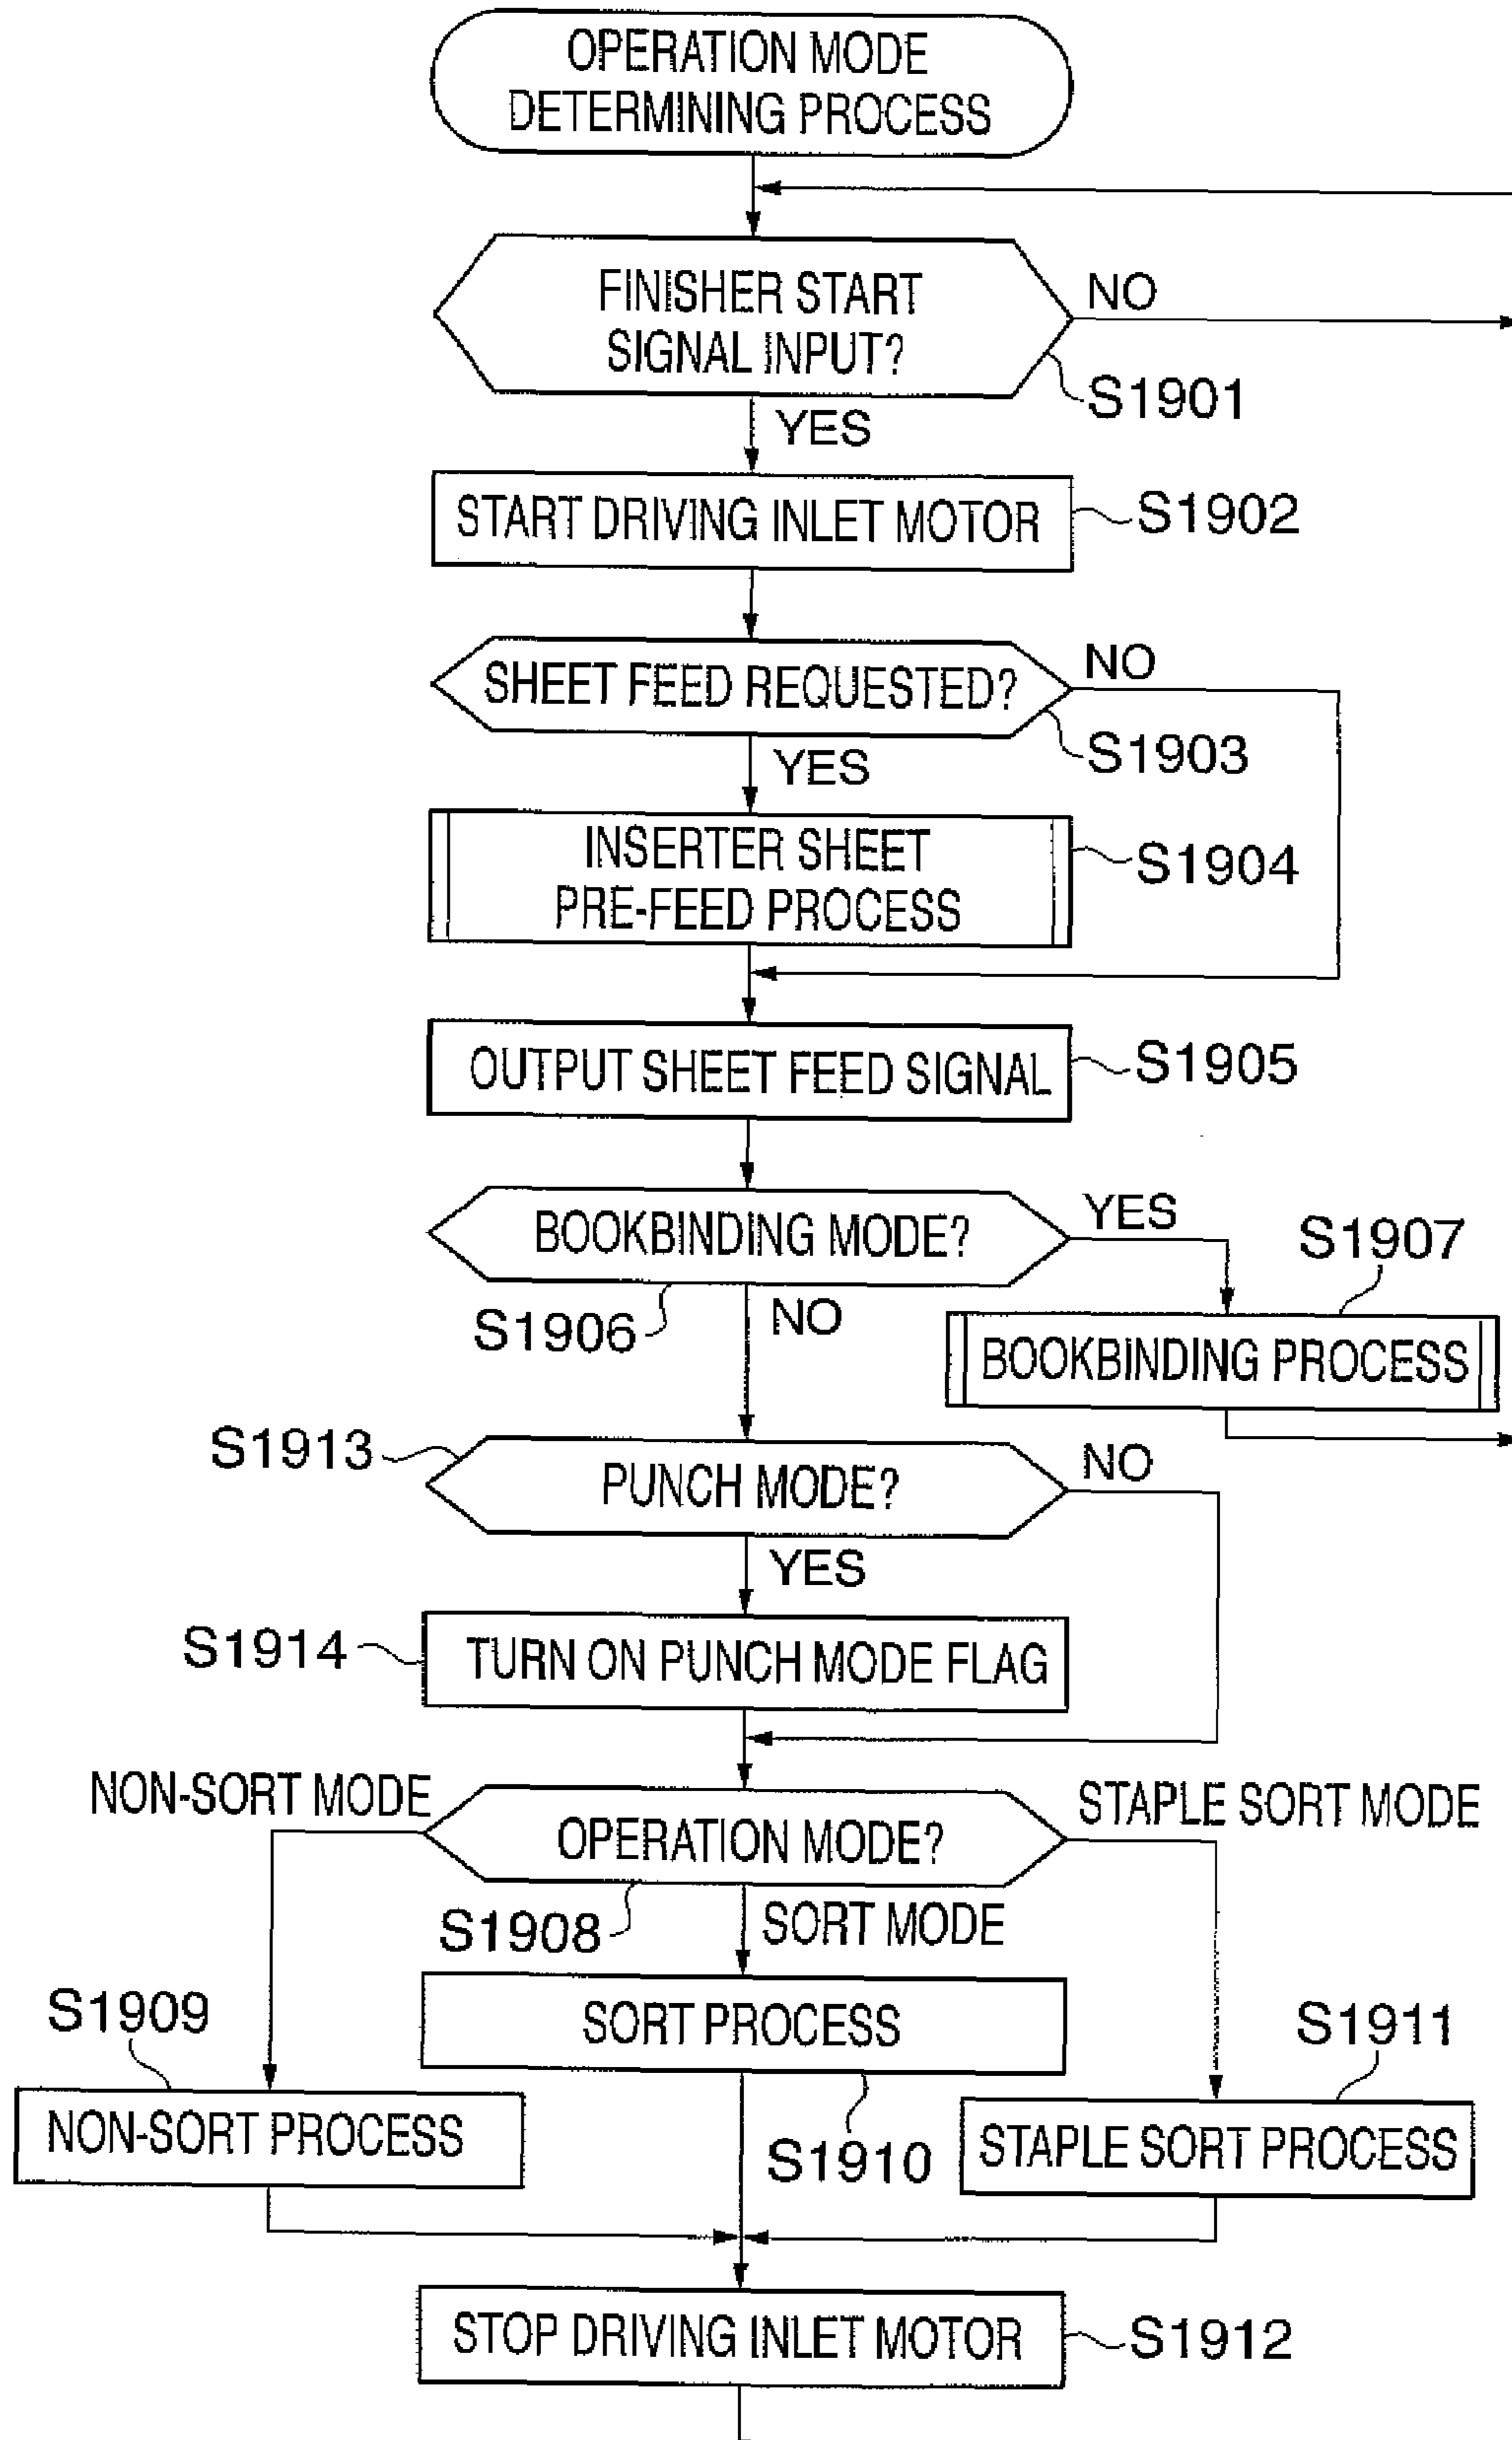 OPERATION MODE
DETERMINING PROCESS
FINISHER START
SIGNAL INPUT?
NO
S1901
YES
START DRIVING INLET MOTOR
S1902
SHEET FEED REQUESTED?
NO
S1903
YES
INSERTER SHEET
PRE-FEED PROCESS
S1904
OUTPUT SHEET FEED SIGNAL
S1905
BOOKBINDING MODE?
YES
S1907
S1906
NO
BOOKBINDING PROCESS
S1913
PUNCH MODE?
NO
YES
S1914
TURN ON PUNCH MODE FLAG
NON-SORT MODE
OPERATION MODE?
STAPLE SORT MODE
S1908
SORT MODE
S1909
SORT PROCESS
S1911
NON-SORT PROCESS
S1910
STAPLE SORT PROCESS
STOP DRIVING INLET MOTOR
S1912